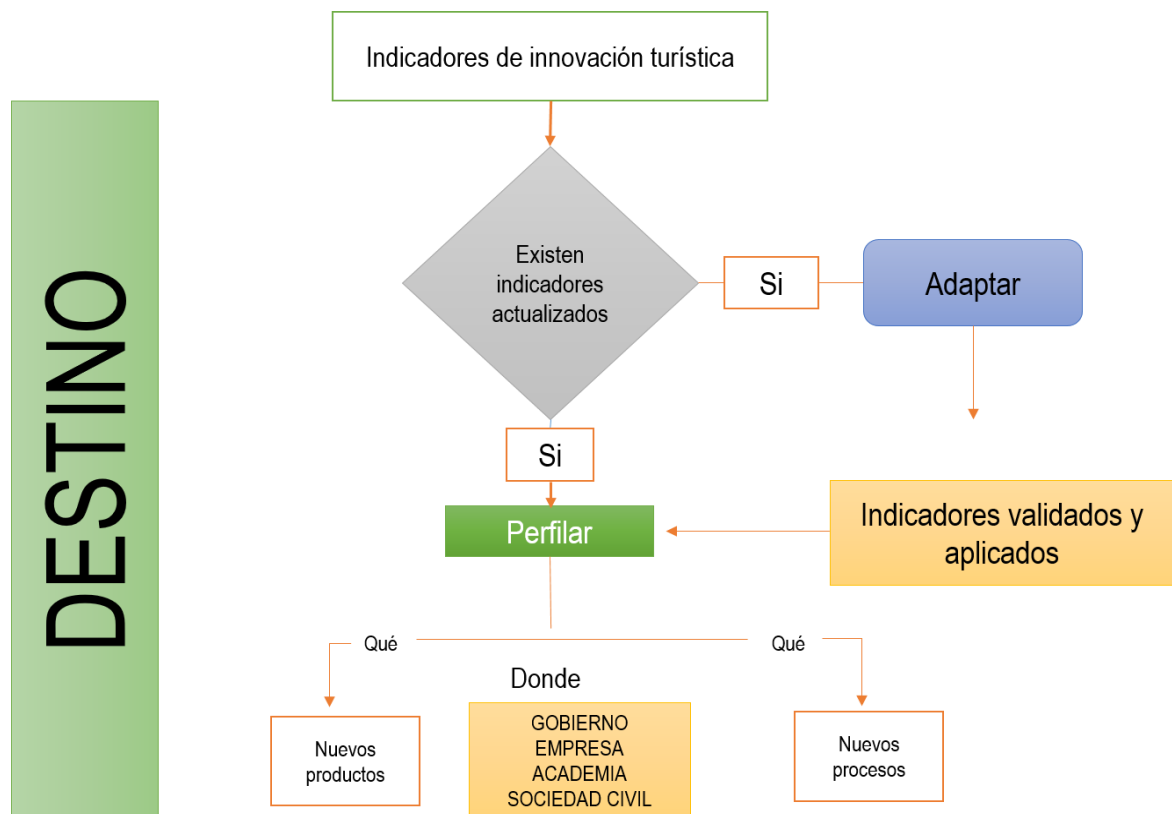 Indicadores de innovación turística
DESTINO
Existen
indicadores
actualizados
Si
Adaptar
Si
Perfilar
Indicadores validados y
aplicados
Qué
Qué
Donde
Nuevos
productos
GOBIERNO
EMPRESA
ACADEMIA
SOCIEDAD CIVIL
Nuevos
procesos